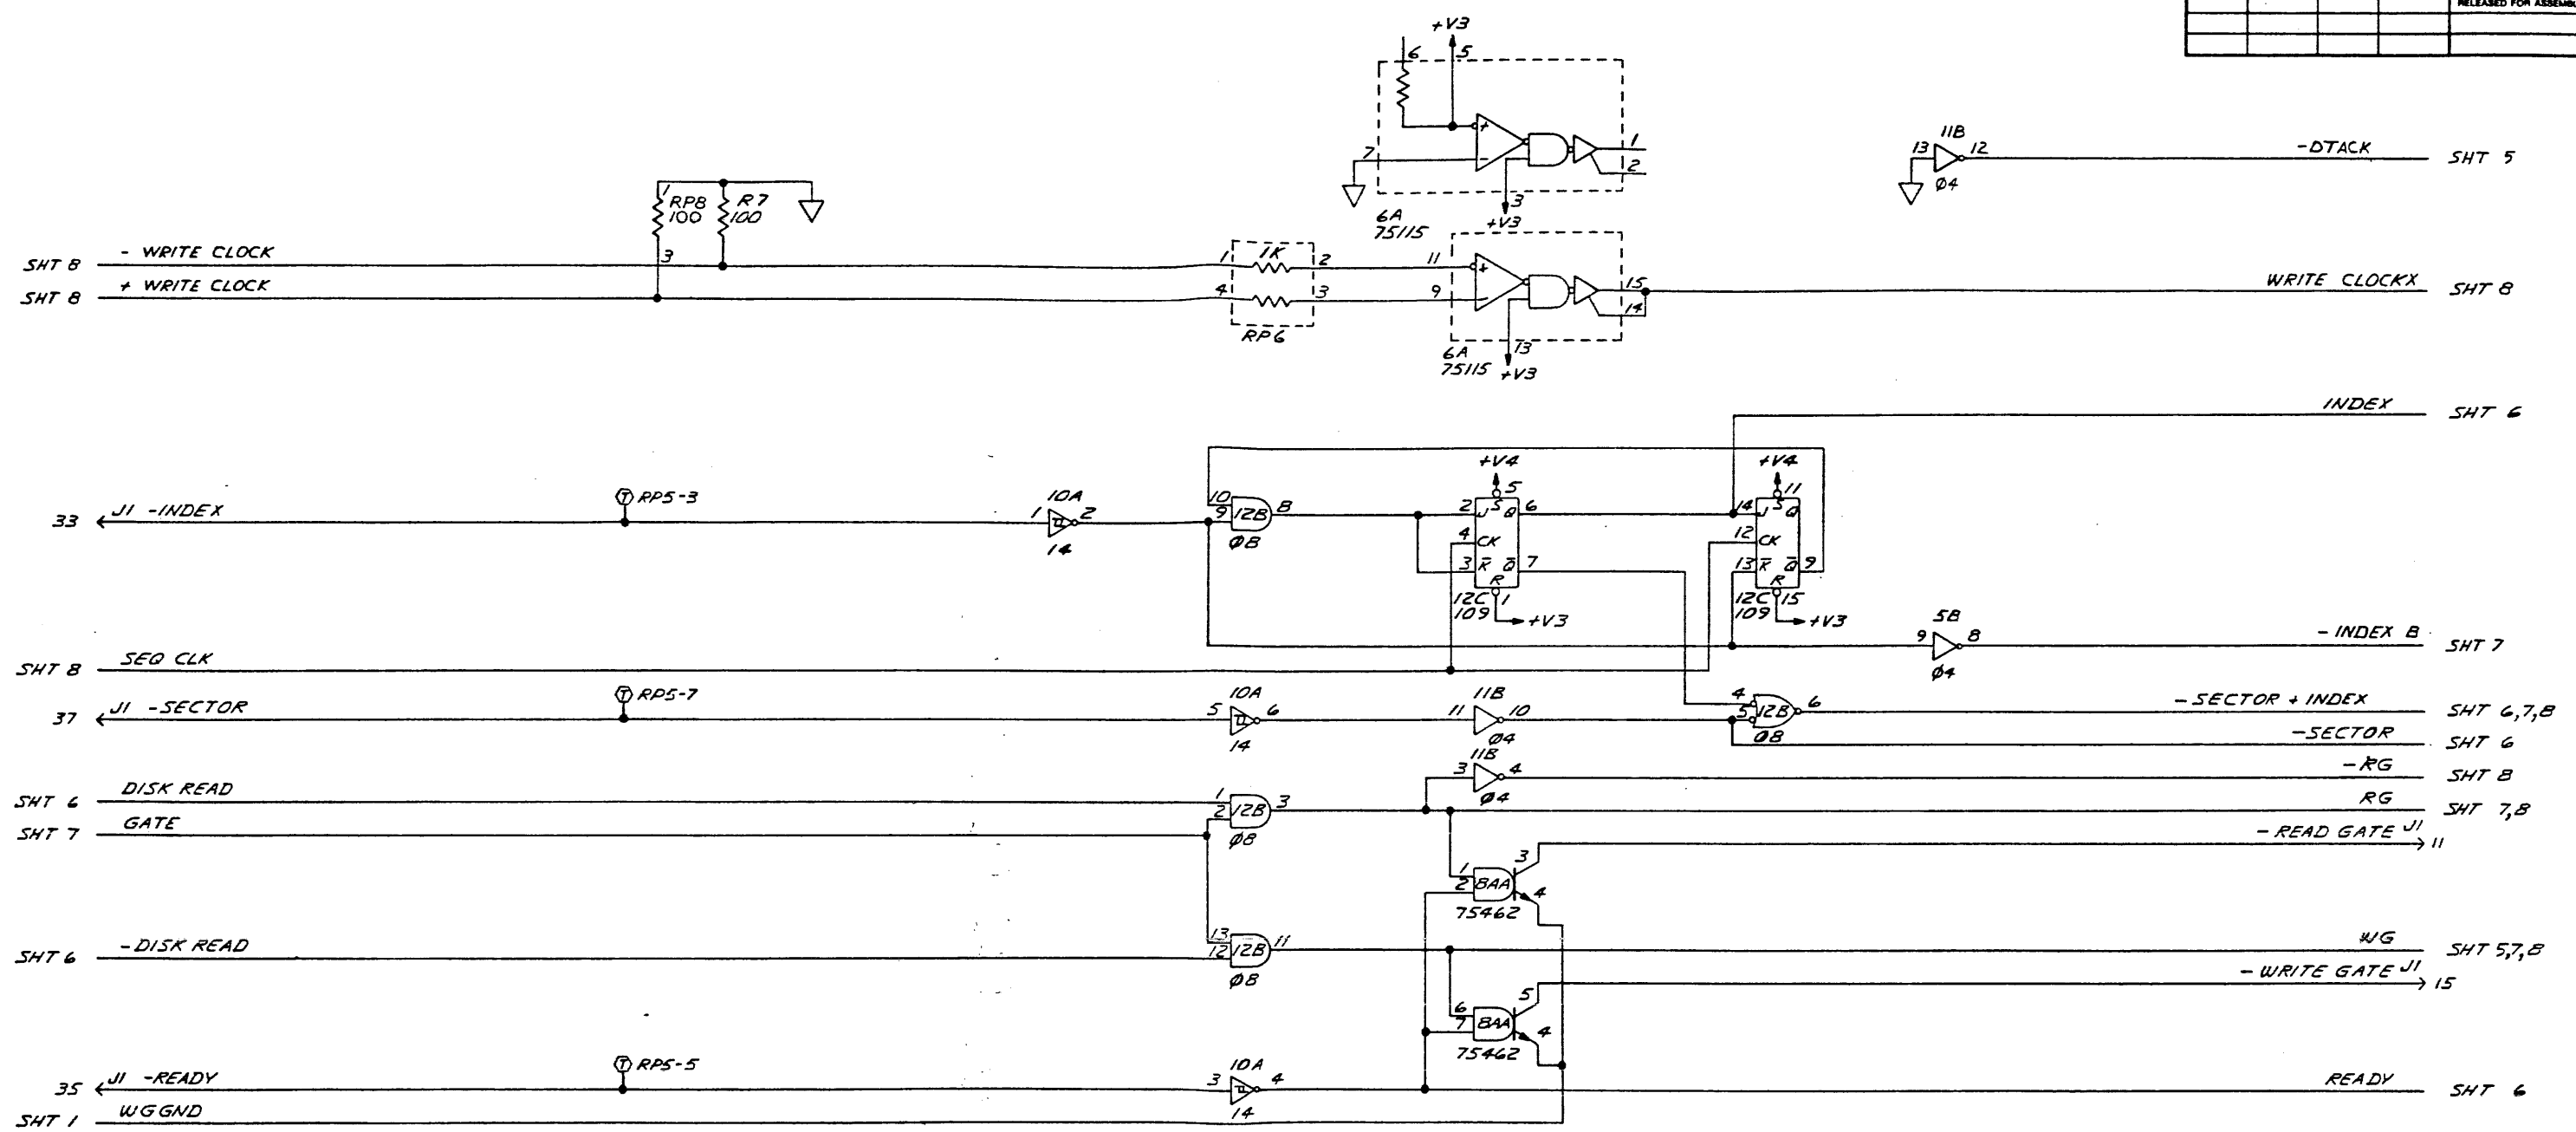 RELEASED FOR ASSEMB
+V3
6 5
7
1
2
3
+V3
6A
75115
11B
13 12
Ø4
-DTACK SHT 5
1
RP8
100
R7
100
3
SHT 8 - WRITE CLOCK
SHT 8 + WRITE CLOCK
1 1K 2
4 3
RP6
11
9
15
14
13
6A
75115 +V3
WRITE CLOCKX SHT 8
INDEX SHT 6
33 J1 -INDEX
T RP5-3
10A
1 2
14
10
9 12B 8
Ø8
+V4
5
2 J S Q 6
4 CK
3 K Q 7
R
12C 1
109 +V3
+V4
11
14 J S Q
12 CK
13 K Q 9
R
12C 15
109 +V3
5B
9 8
Ø4
-INDEX B SHT 7
SHT 8 SEQ CLK
37 J1 -SECTOR
T RP5-7
10A
5 6
14
11B
11 10
Ø4
4
5 12B 6
Ø8
-SECTOR + INDEX SHT 6,7,8
-SECTOR SHT 6
11B
3 4
Ø4
-RG SHT 8
SHT 6 DISK READ
SHT 7 GATE
1
2 12B 3
Ø8
RG SHT 7,8
-READ GATE J1 11
1
2 8AA 3
4
75462
SHT 6 -DISK READ
13
12 12B 11
Ø8
WG SHT 5,7,8
-WRITE GATE J1 15
6
7 8AA 5
4
75462
35 J1 -READY
T RP5-5
10A
3 4
14
READY SHT 6
SHT 1 WGGND